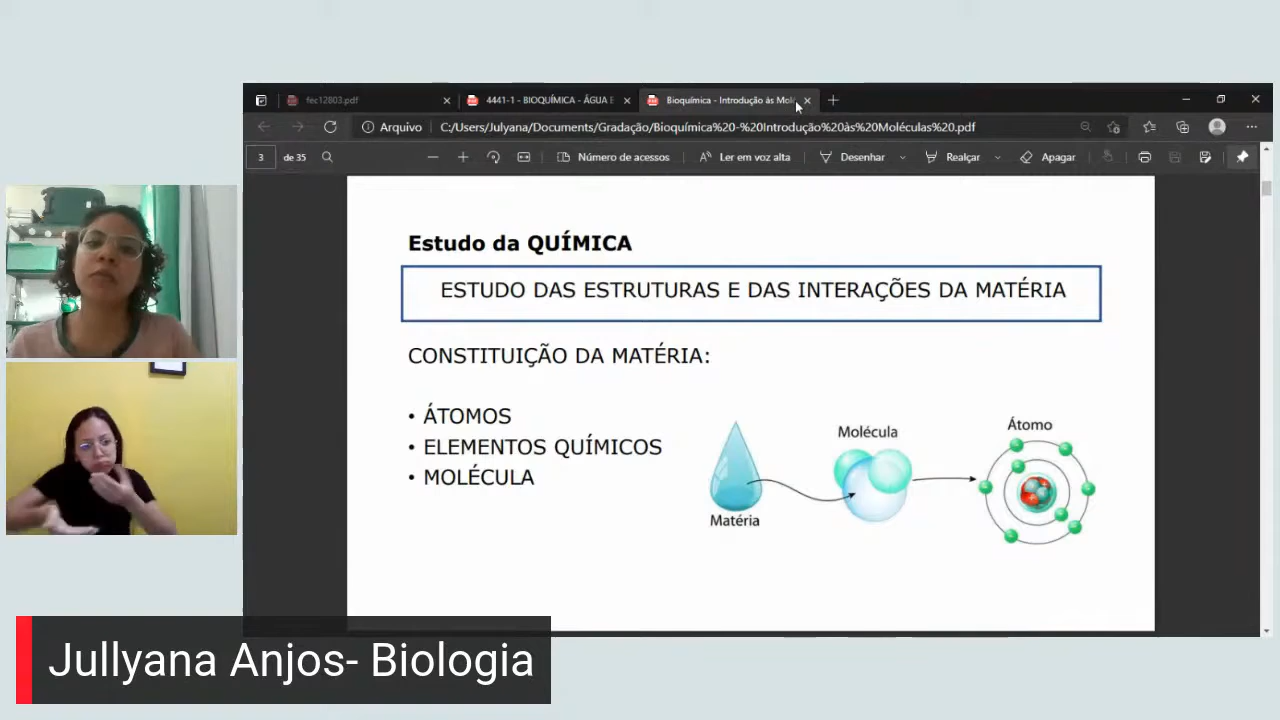 fec12803.pdf
4441-1 - BIOQUÍMICA - ÁGUA E
Bioquímica - Introdução às Mol
Arquivo
C:/Users/Julyana/Documents/Gradação/Bioquímica%20-%20Introdução%20às%20Moléculas%20.pdf
3 de 35
Número de acessos
Ler em voz alta
Desenhar
Realçar
Apagar
Estudo da QUÍMICA
ESTUDO DAS ESTRUTURAS E DAS INTERAÇÕES DA MATÉRIA
CONSTITUIÇÃO DA MATÉRIA:
• ÁTOMOS
• ELEMENTOS QUÍMICOS
• MOLÉCULA
Matéria
Molécula
Átomo
Jullyana Anjos- Biologia